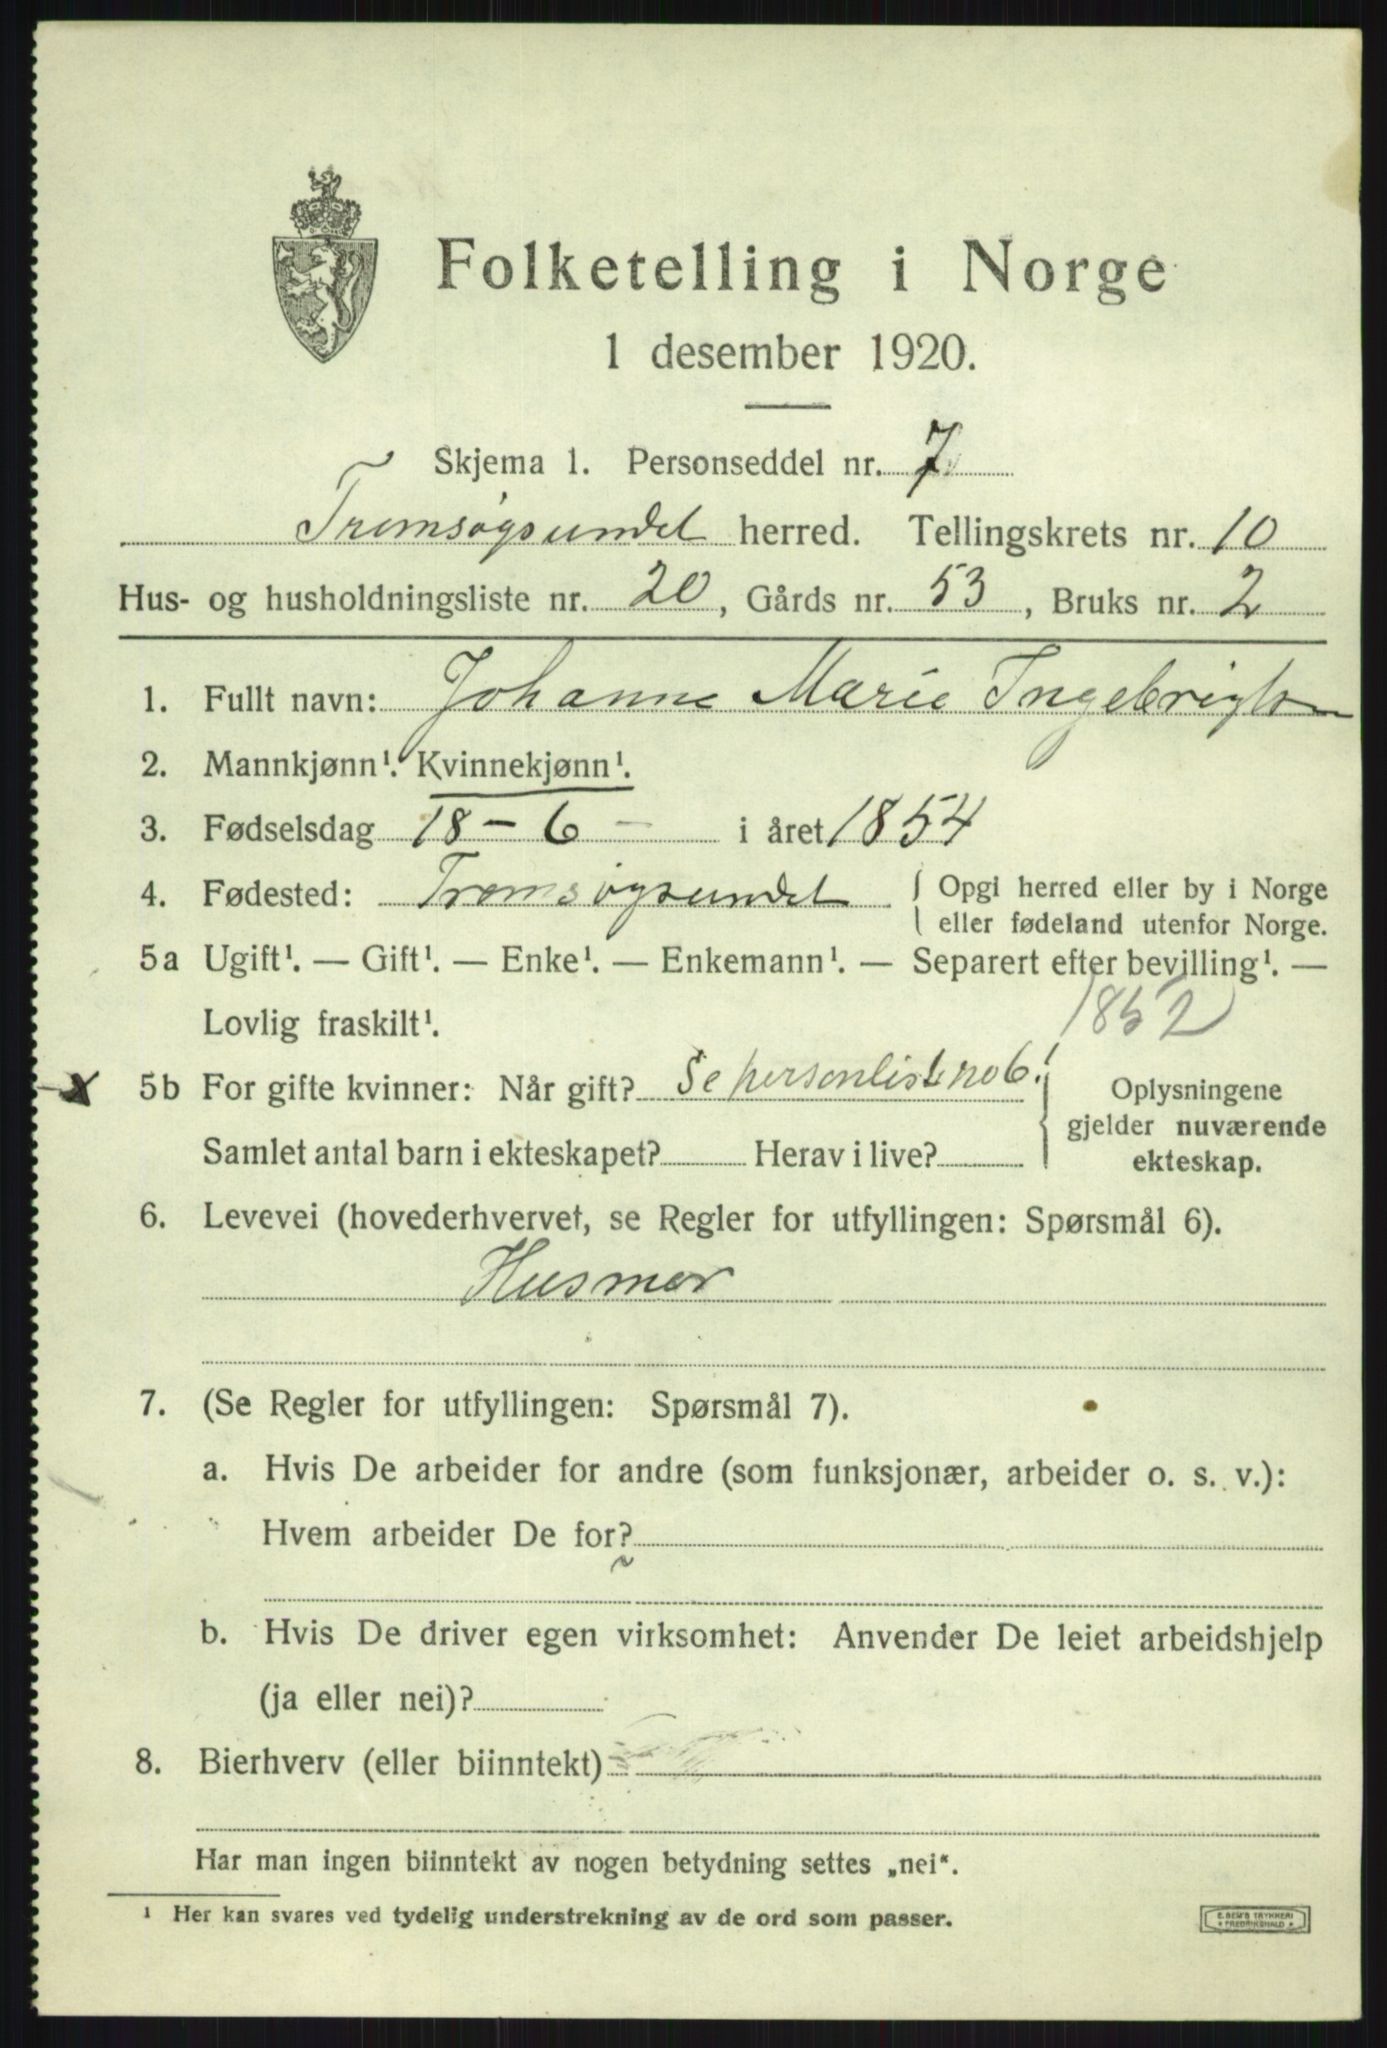 Folketelling i Norge
1 desember 1920.
Skjema 1. Personseddel nr. 7
Tromsøysundet herred. Tellingskrets nr. 10
Hus- og husholdningsliste nr. 20, Gårds nr. 53, Bruks nr. 2
1. Fullt navn: Johanne Marie Ingebrigtsen
2. Mannkjønn¹. Kvinnekjønn¹.
3. Fødselsdag 18 - 6 - i året 1854
4. Fødested: Tromsøysundet { Opgi herred eller by i Norge
eller fødeland utenfor Norge.
5a Ugift¹. — Gift¹. — Enke¹. — Enkemann¹. — Separert efter bevilling¹. —
Lovlig fraskilt¹.
1852
5b For gifte kvinner: Når gift? Se personliste no 6! Oplysningene
gjelder nuværende
Samlet antal barn i ekteskapet? Herav i live? ekteskap.
6. Levevei (hovederhvervet, se Regler for utfyllingen: Spørsmål 6).
Husmor
7. (Se Regler for utfyllingen: Spørsmål 7).
a. Hvis De arbeider for andre (som funksjonær, arbeider o. s. v.):
Hvem arbeider De for?
b. Hvis De driver egen virksomhet: Anvender De leiet arbeidshjelp
(ja eller nei)?
8. Bierhverv (eller biinntekt)
Har man ingen biinntekt av nogen betydning settes „nei“.
¹ Her kan svares ved tydelig understrekning av de ord som passer.
E. SEM'S TRYKKERI
* FREDRIKSHALD *